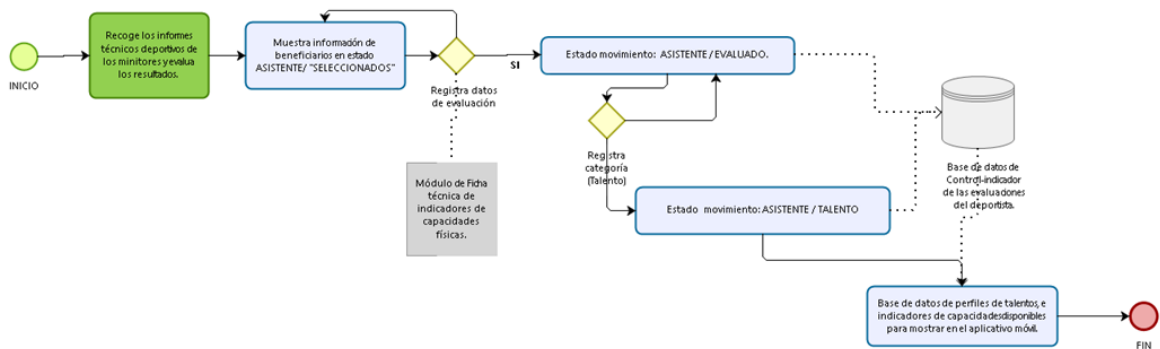 INICIO
Recoge los informes
técnicos deportivos de
los minitores y evalua
los resultados.
Muestra información de
beneficiarios en estado
ASISTENTE/ "SELECCIONADOS"
Registra datos
de evaluación
SI
Módulo de Ficha
técnica de
indicadores de
capacidades
físicas.
Estado movimiento: ASISTENTE / EVALUADO.
Registra
categoría
(Talento)
Estado movimiento: ASISTENTE / TALENTO
Base de datos de
Control-indicador
de las evaluaciones
del deportista.
Base de datos de perfiles de talentos, e
indicadores de capacidadesdisponibles
para mostrar en el aplicativo móvil.
FIN